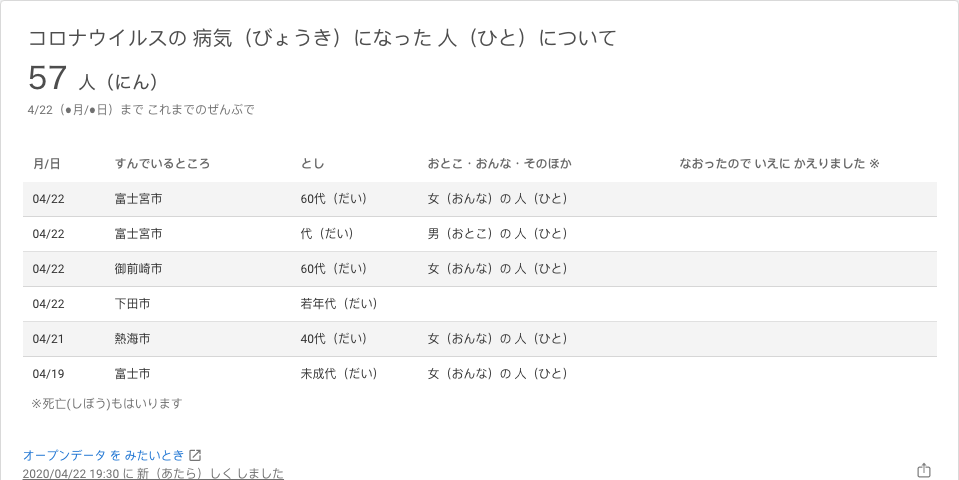 コロナウイルスの 病気（びょうき）になった 人（ひと）について
57 人（にん）
4/22（●月/●日）まで これまでのぜんぶで
月/日 すんでいるところ とし おとこ・おんな・そのほか なおったので いえに かえりました ※
04/22 富士宮市 60代（だい） 女（おんな）の 人（ひと）
04/22 富士宮市 代（だい） 男（おとこ）の 人（ひと）
04/22 御前崎市 60代（だい） 女（おんな）の 人（ひと）
04/22 下田市 若年代（だい）
04/21 熱海市 40代（だい） 女（おんな）の 人（ひと）
04/19 富士市 未成代（だい） 女（おんな）の 人（ひと）
※死亡(しぼう)もはいります
オープンデータ を みたいとき
2020/04/22 19:30 に 新（あたら）しく しました